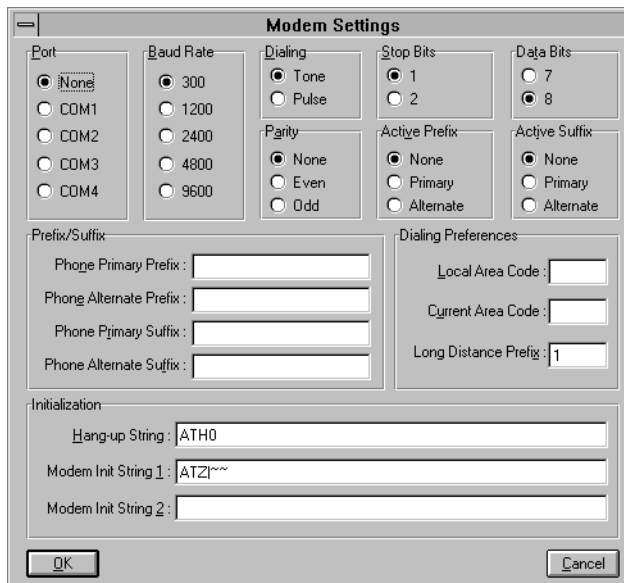 Modem Settings
Port
None
COM1
COM2
COM3
COM4
Baud Rate
300
1200
2400
4800
9600
Dialing
Tone
Pulse
Stop Bits
1
2
Data Bits
7
8
Parity
None
Even
Odd
Active Prefix
None
Primary
Alternate
Active Suffix
None
Primary
Alternate
Prefix/Suffix
Phone Primary Prefix :
Phone Alternate Prefix :
Phone Primary Suffix :
Phone Alternate Suffix :
Dialing Preferences
Local Area Code :
Current Area Code :
Long Distance Prefix : 1
Initialization
Hang-up String : ATH0
Modem Init String 1 : ATZ|~~
Modem Init String 2 :
OK
Cancel